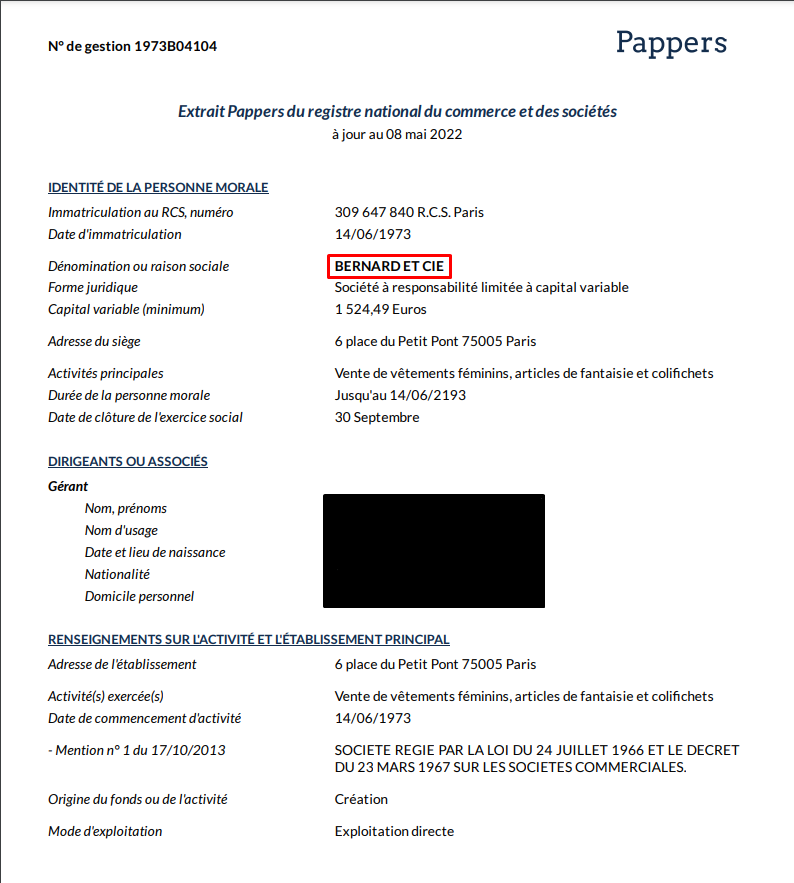 N° de gestion 1973B04104
Pappers
Extrait Pappers du registre national du commerce et des sociétés
à jour au 08 mai 2022
IDENTITÉ DE LA PERSONNE MORALE
Immatriculation au RCS, numéro 309 647 840 R.C.S. Paris
Date d'immatriculation 14/06/1973
Dénomination ou raison sociale BERNARD ET CIE
Forme juridique Société à responsabilité limitée à capital variable
Capital variable (minimum) 1 524,49 Euros
Adresse du siège 6 place du Petit Pont 75005 Paris
Activités principales Vente de vêtements féminins, articles de fantaisie et colifichets
Durée de la personne morale Jusqu'au 14/06/2193
Date de clôture de l'exercice social 30 Septembre
DIRIGEANTS OU ASSOCIÉS
Gérant
Nom, prénoms
Nom d'usage
Date et lieu de naissance
Nationalité
Domicile personnel
RENSEIGNEMENTS SUR L'ACTIVITÉ ET L'ÉTABLISSEMENT PRINCIPAL
Adresse de l'établissement 6 place du Petit Pont 75005 Paris
Activité(s) exercée(s) Vente de vêtements féminins, articles de fantaisie et colifichets
Date de commencement d'activité 14/06/1973
- Mention n° 1 du 17/10/2013 SOCIETE REGIE PAR LA LOI DU 24 JUILLET 1966 ET LE DECRET
DU 23 MARS 1967 SUR LES SOCIETES COMMERCIALES.
Origine du fonds ou de l'activité Création
Mode d'exploitation Exploitation directe